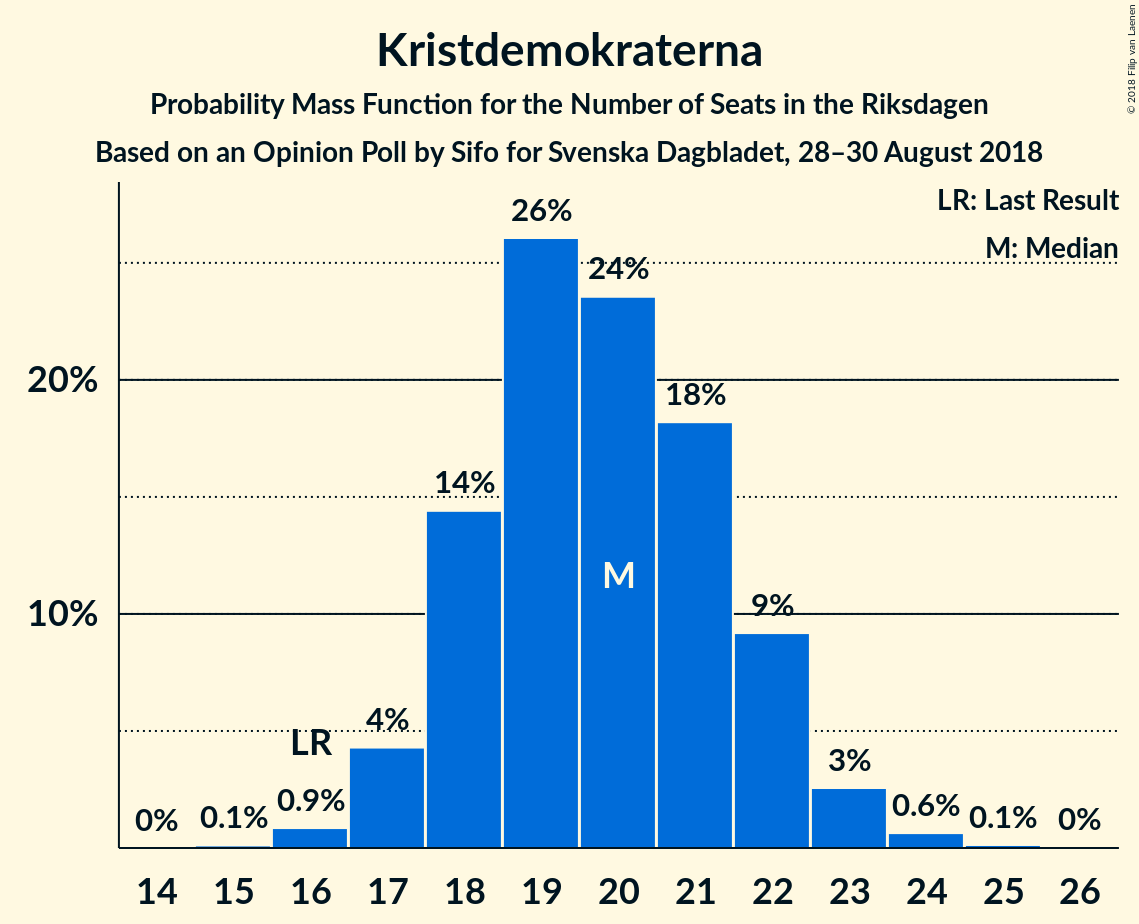 Kristdemokraterna
Probability Mass Function for the Number of Seats in the Riksdagen
Based on an Opinion Poll by Sifo for Svenska Dagbladet, 28–30 August 2018
© 2018 Filip van Laenen
LR: Last Result
M: Median
26%
24%
20%
18%
14%
M
10%
9%
4%
LR
3%
0% 0.1% 0.9% 0.6% 0.1% 0%
14 15 16 17 18 19 20 21 22 23 24 25 26